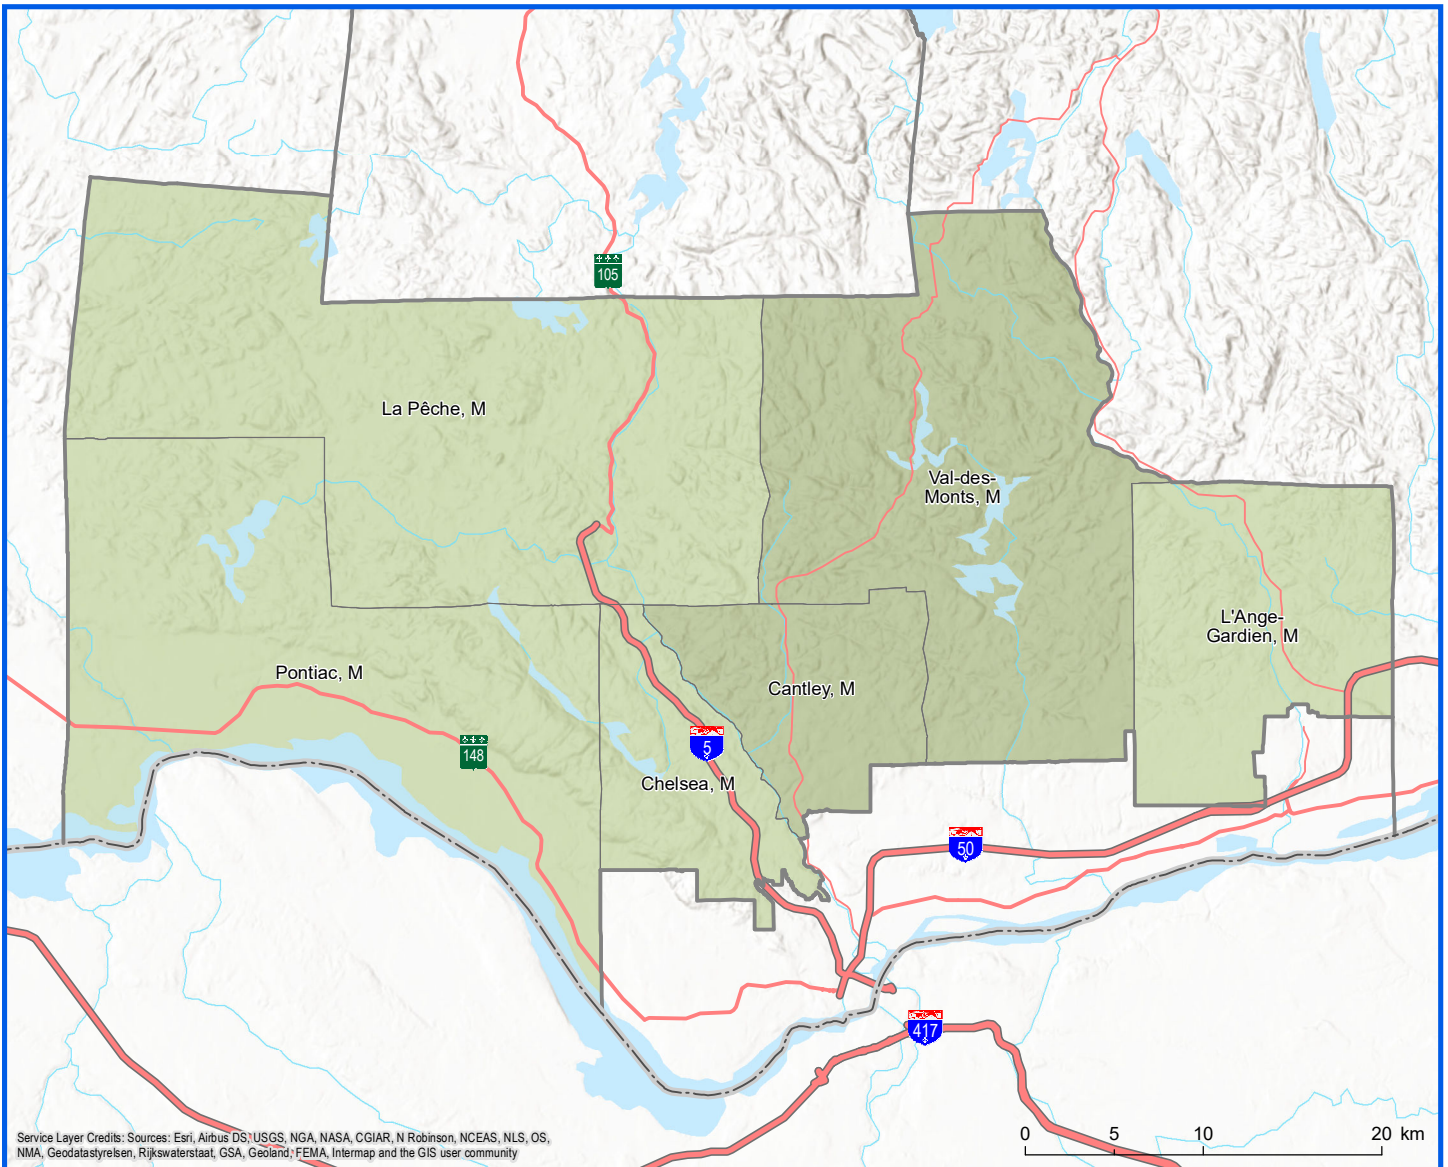 105
La Pêche, M
Val-des-
Monts, M
L'Ange-
Gardien, M
Pontiac, M
Cantley, M
148
5
Chelsea, M
50
417
0 5 10 20 km
Service Layer Credits: Sources: Esri, Airbus DS, USGS, NGA, NASA, CGIAR, N Robinson, NCEAS, NLS, OS,
NMA, Geodatastyrelsen, Rijkswaterstaat, GSA, Geoland, FEMA, Intermap and the GIS user community